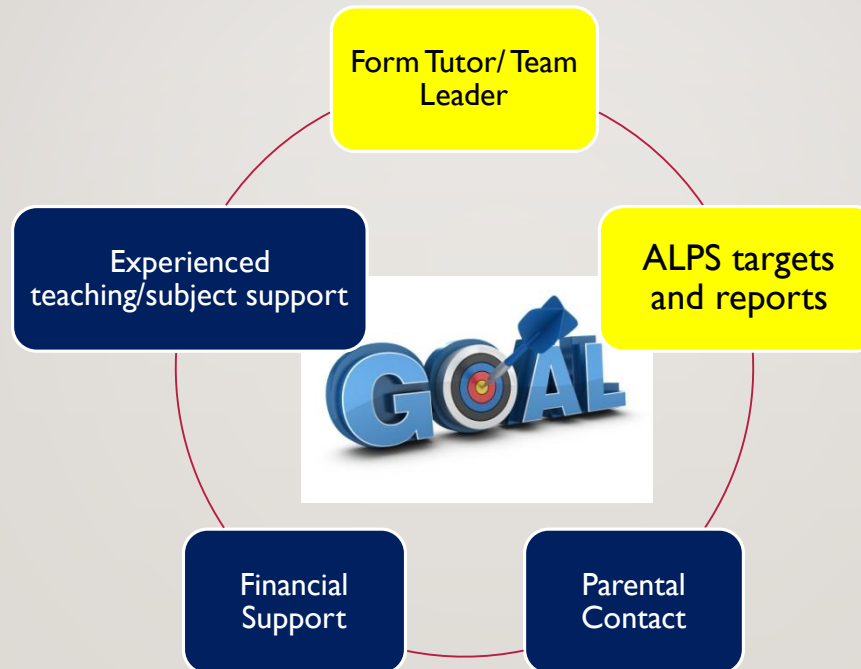 Form Tutor/ Team
Leader
Experienced
teaching/subject support
ALPS targets
and reports
GOAL
Financial
Support
Parental
Contact